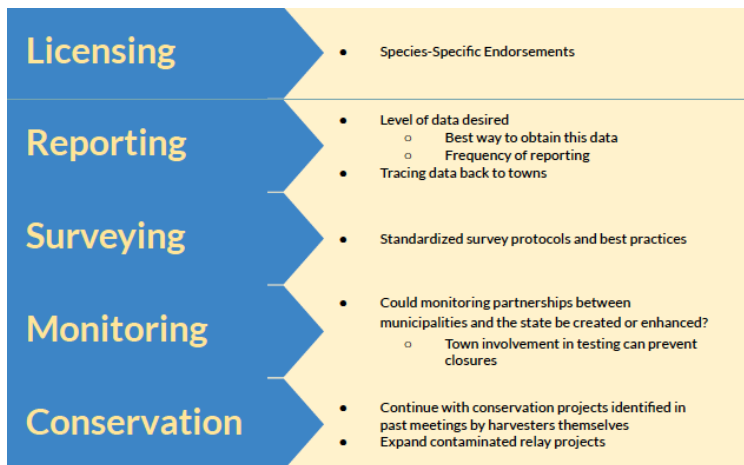 Licensing
● Species-Specific Endorsements
Reporting
● Level of data desired
○ Best way to obtain this data
○ Frequency of reporting
● Tracing data back to towns
Surveying
● Standardized survey protocols and best practices
Monitoring
● Could monitoring partnerships between
municipalities and the state be created or enhanced?
○ Town involvement in testing can prevent
closures
Conservation
● Continue with conservation projects identified in
past meetings by harvesters themselves
● Expand contaminated relay projects